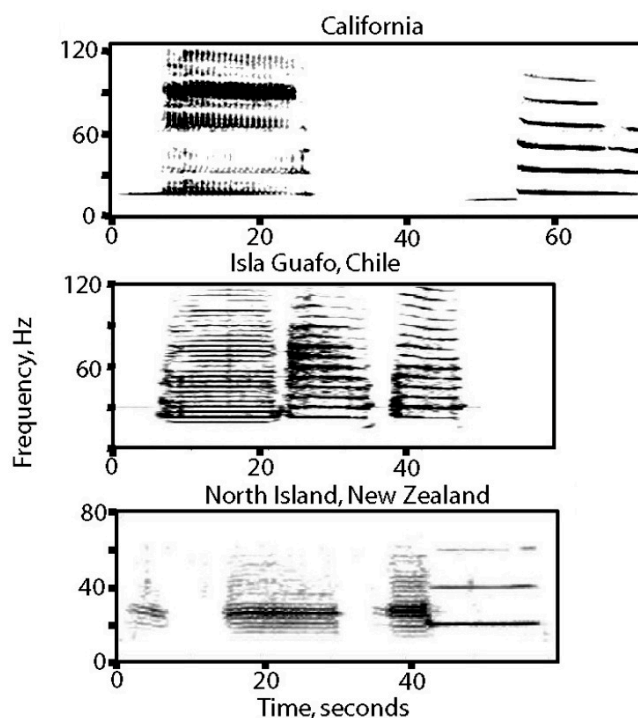 California
120
60
0
0 20 40 60
Isla Guafo, Chile
120
60
0 20 40
Frequency, Hz
North Island, New Zealand
80
40
0
0 20 40
Time, seconds